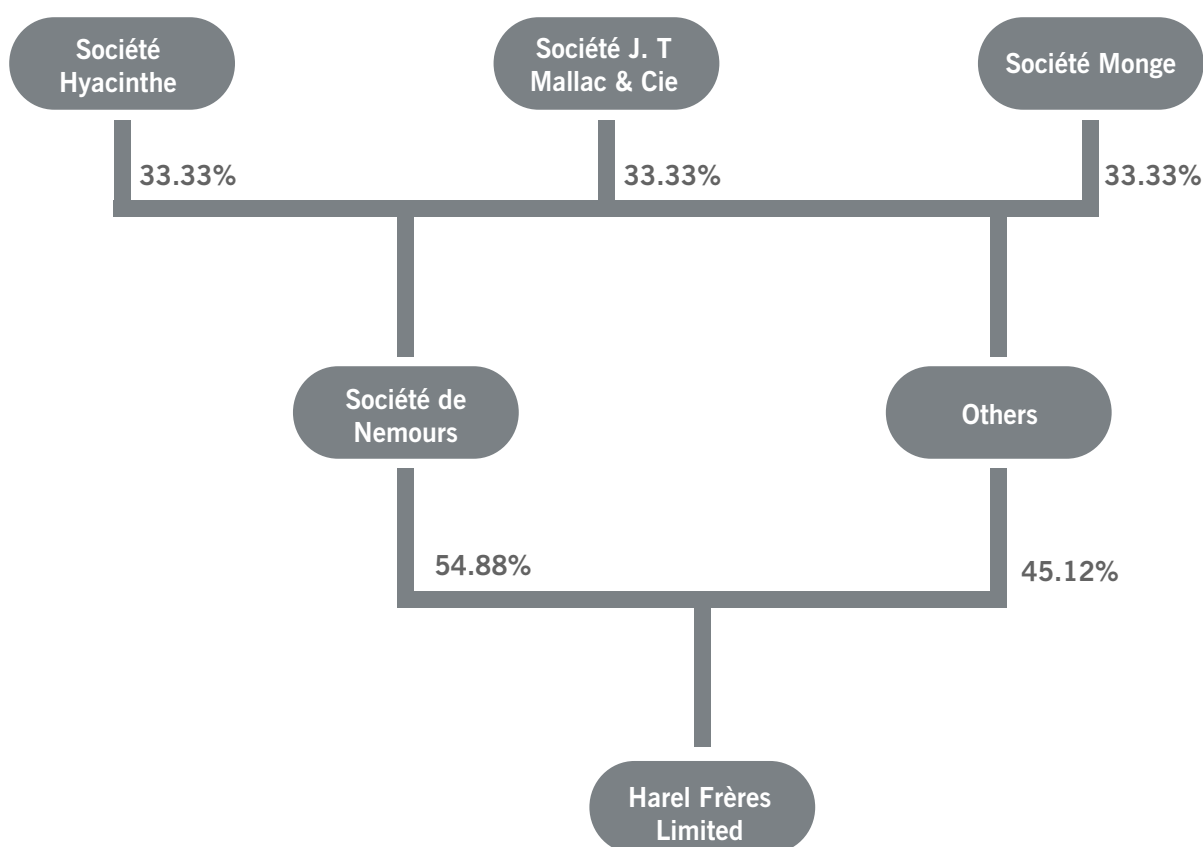 Société
Hyacinthe
Société J. T
Mallac & Cie
Société Monge
33.33%
33.33%
33.33%
Société de
Nemours
Others
54.88%
45.12%
Harel Frères
Limited